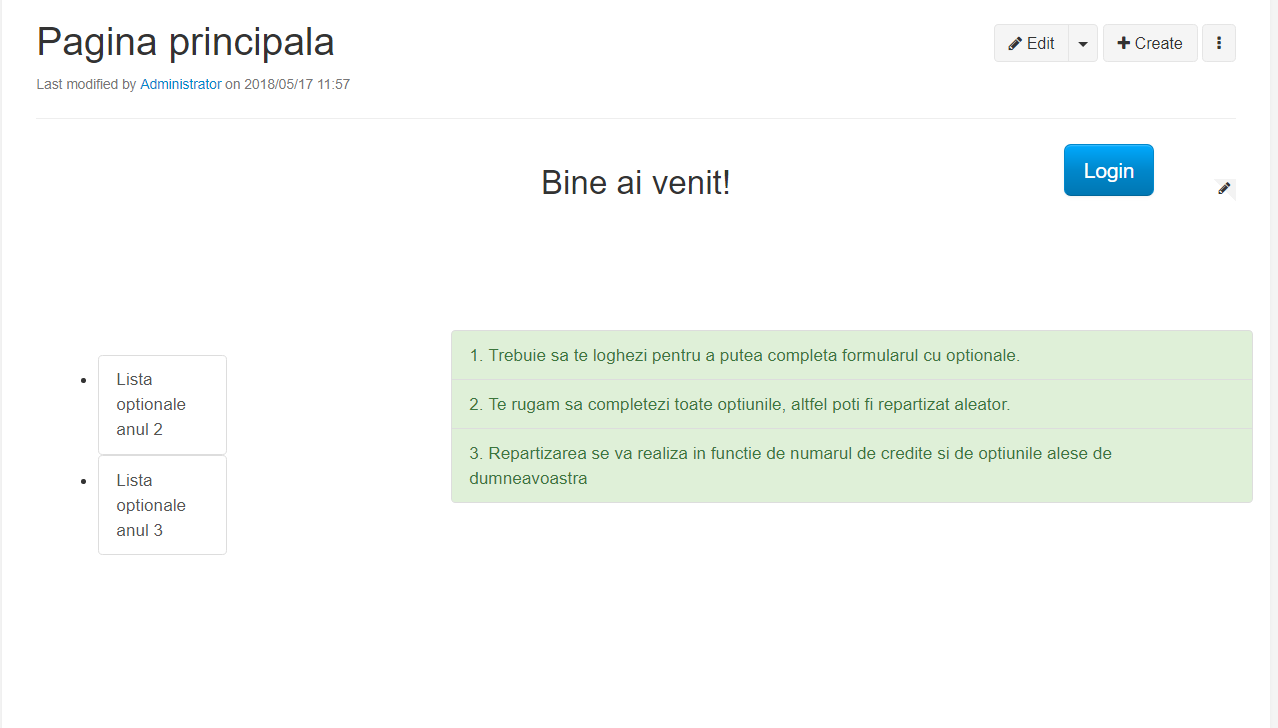 Pagina principala
Edit
Create
Last modified by Administrator on 2018/05/17 11:57
Bine ai venit!
Login
Lista
optionale
anul 2
Lista
optionale
anul 3
1. Trebuie sa te loghezi pentru a putea completa formularul cu optionale.
2. Te rugam sa completezi toate optiunile, altfel poti fi repartizat aleator.
3. Repartizarea se va realiza in functie de numarul de credite si de optiunile alese de
dumneavoastra